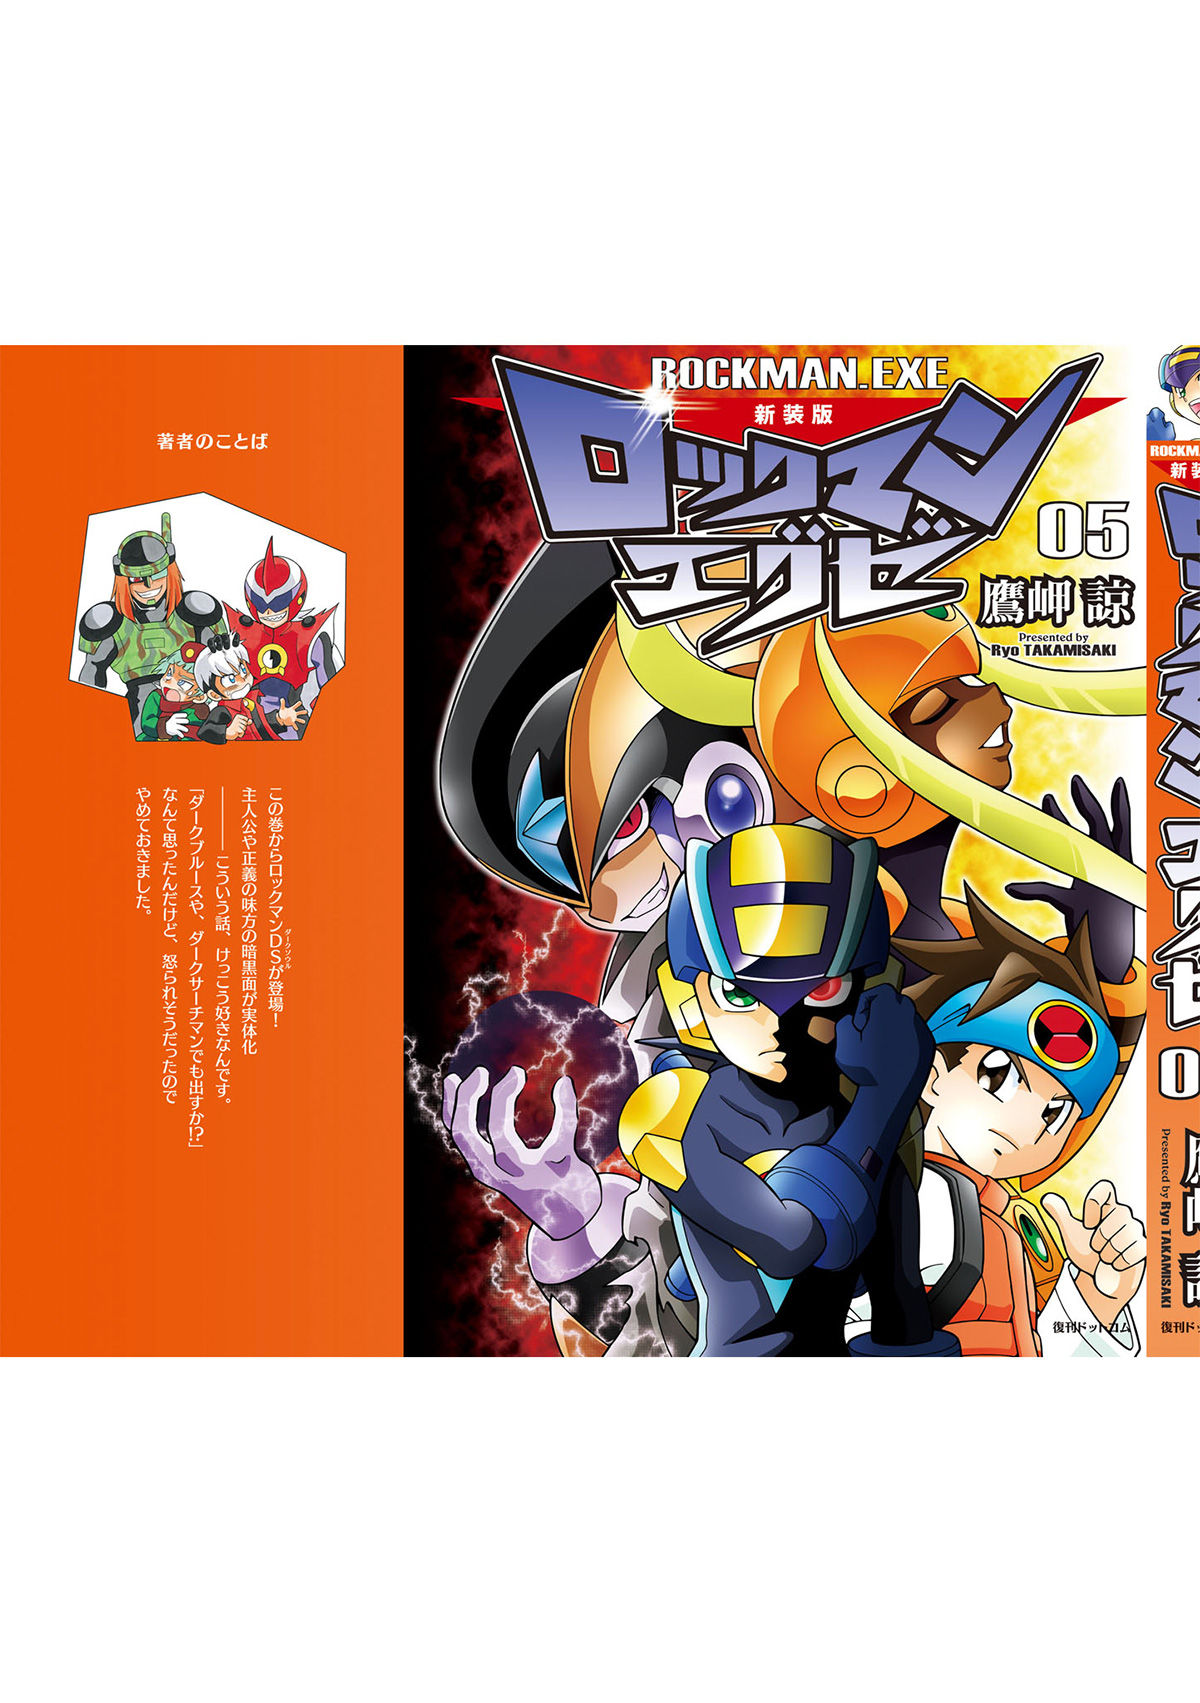 著者のことば
この巻からロックマンDSが登場！
ダークソウル
主人公や正義の味方の暗黒面が実体化
――― こういう話、けっこう好きなんです。
「ダークブルースや、ダークサーチマンでも出すか!?」
なんて思ったんだけど、怒られそうだったので
やめておきました。
ROCKMAN.EXE
新装版
ロックマン
エグゼ
05
鷹岬 諒
Presented by
Ryo TAKAMISAKI
復刊ドットコム
ROCKM
新装
0
Presented by Ryo TAKAMISAKI
復刊ド